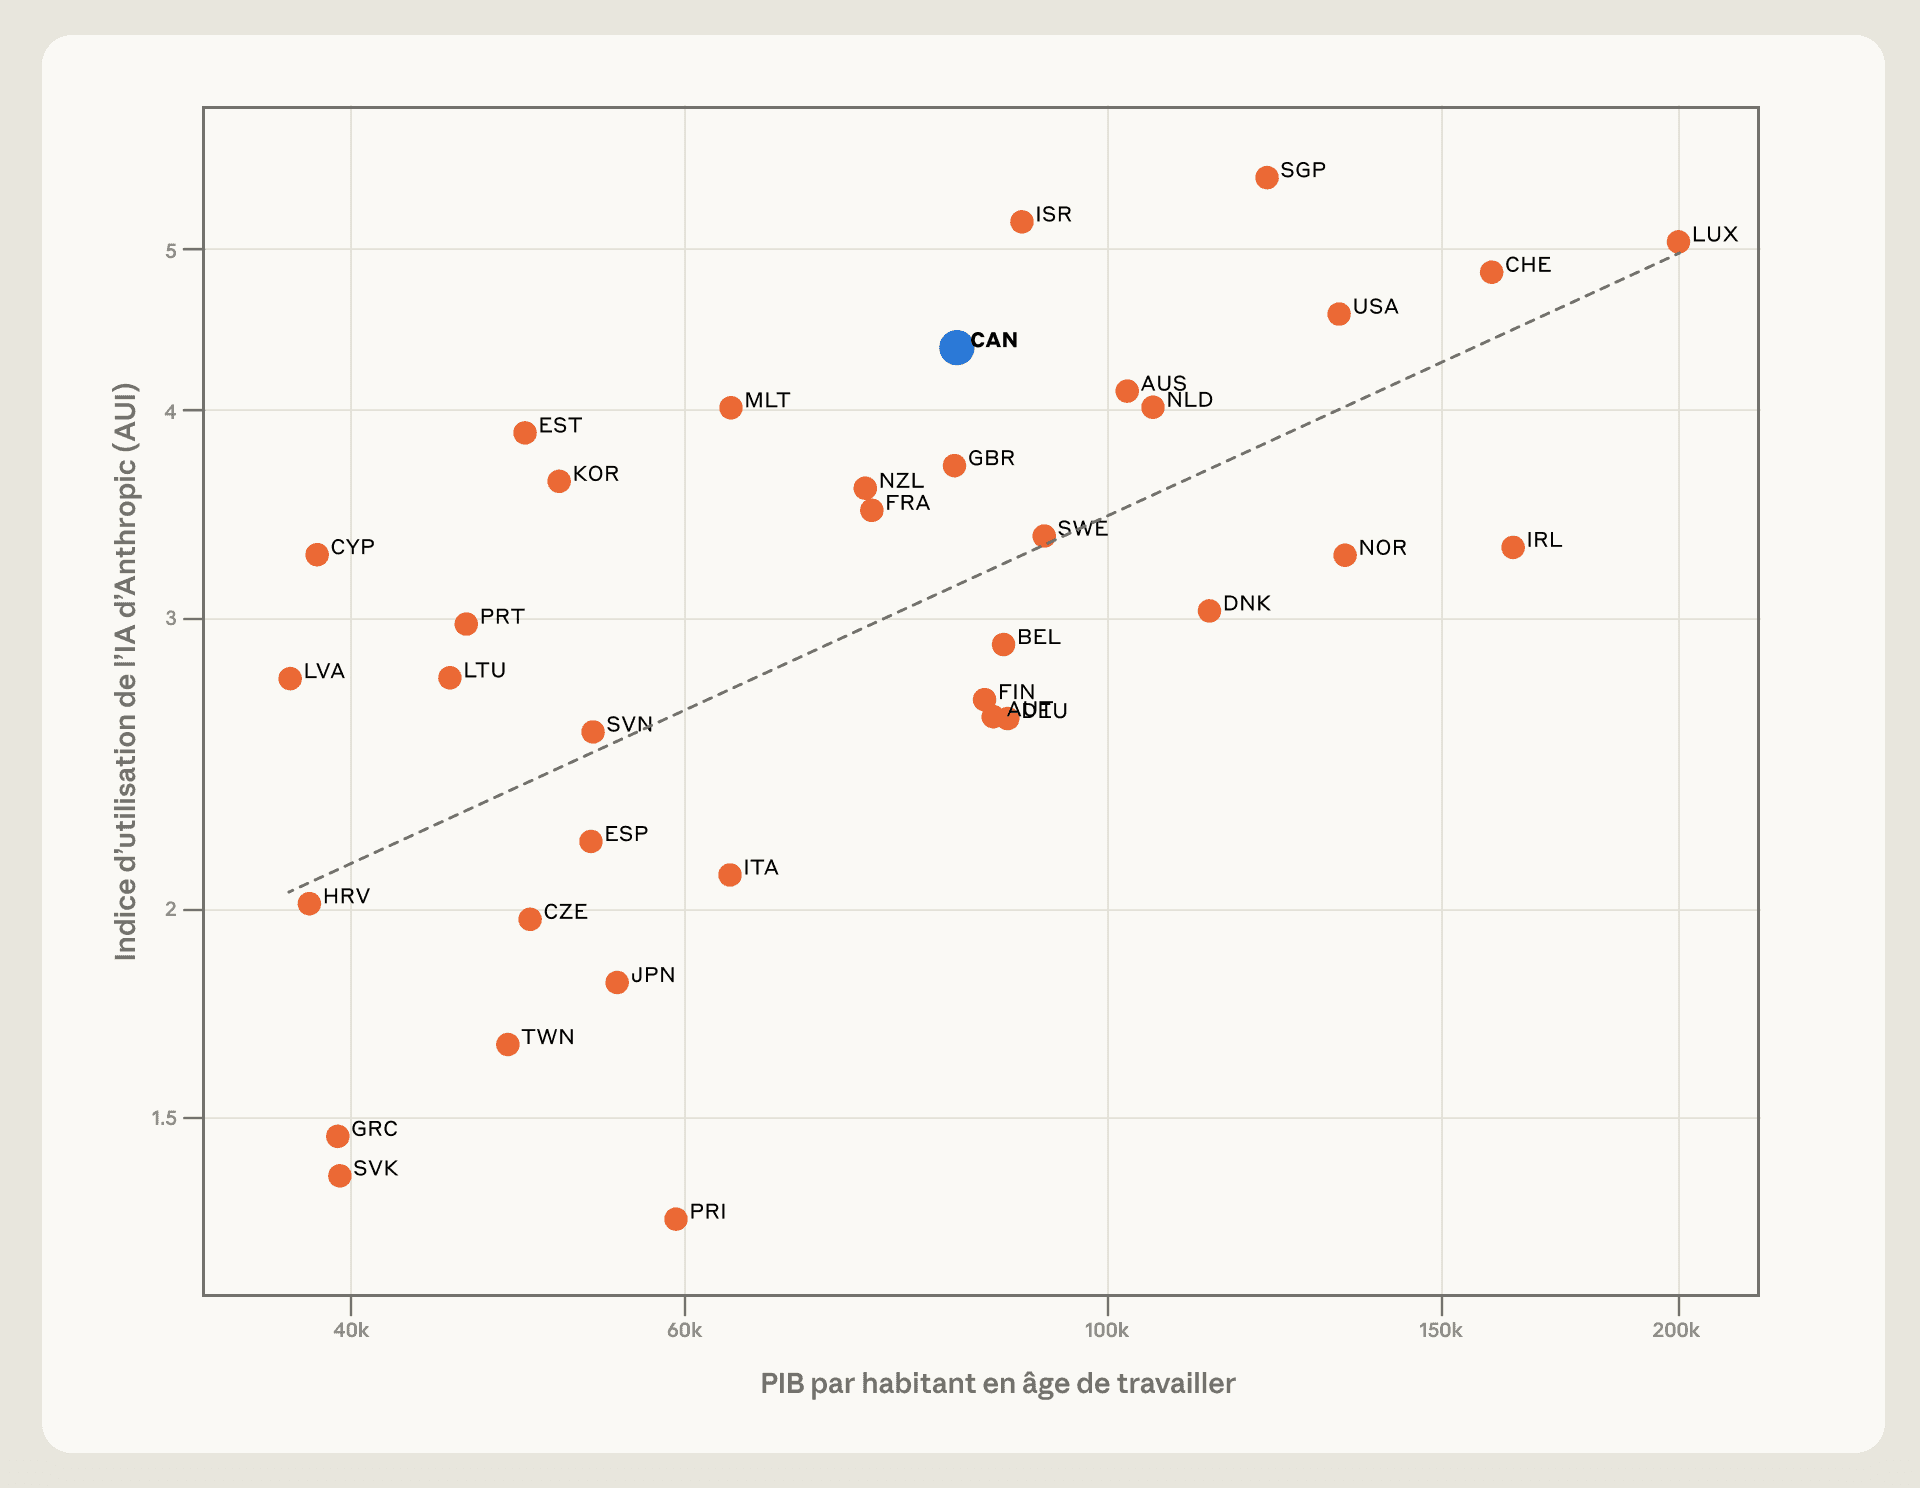 SGP
ISR
LUX
5
CHE
USA
CAN
AUS
MLT
NLD
4
EST
GBR
KOR
NZL
FRA
SWE
IRL
CYP
NOR
DNK
PRT
3
BEL
LVA
LTU
FIN
AUT
DEU
SVN
ESP
ITA
HRV
2
CZE
JPN
TWN
1.5
GRC
SVK
PRI
Indice d'utilisation de l'IA d'Anthropic (AUI)
40k 60k 100k 150k 200k
PIB par habitant en âge de travailler